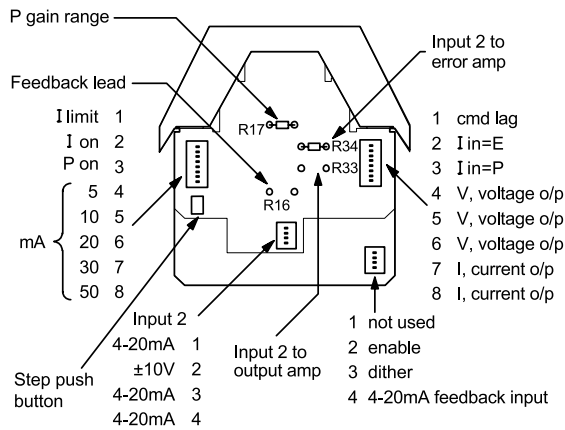 P gain range
Input 2 to
error amp
Feedback lead
R17
R34
R33
R16
I limit 1
I on 2
P on 3
5 4
10 5
mA
20 6
30 7
50 8
1 cmd lag
2 I in=E
3 I in=P
4 V, voltage o/p
5 V, voltage o/p
6 V, voltage o/p
7 I, current o/p
8 I, current o/p
Step push
button
Input 2
4-20mA 1
±10V 2
4-20mA 3
4-20mA 4
Input 2 to
output amp
1 not used
2 enable
3 dither
4 4-20mA feedback input